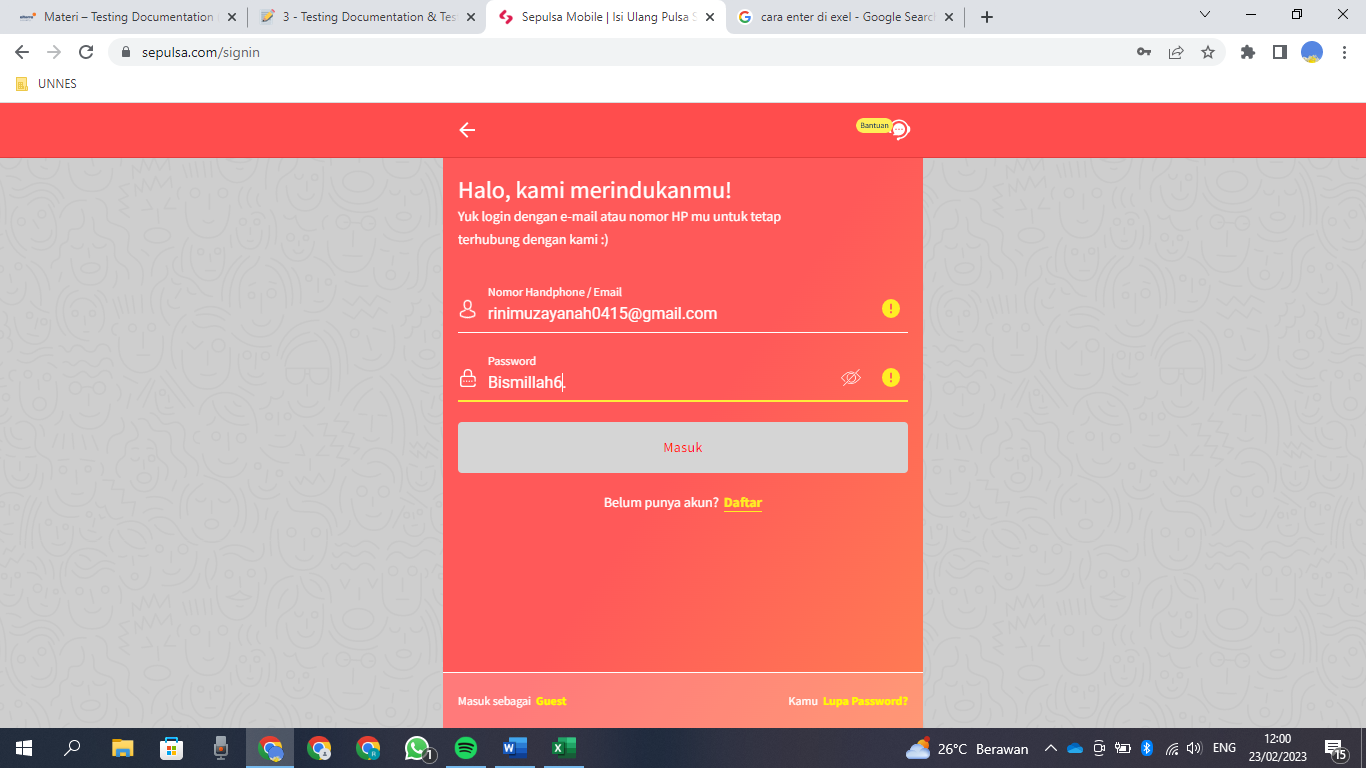 Materi – Testing Documentation
3 - Testing Documentation & Tes
Sepulsa Mobile | Isi Ulang Pulsa S
cara enter di exel - Google Searc
sepulsa.com/signin
UNNES
Bantuan
Halo, kami merindukanmu!
Yuk login dengan e-mail atau nomor HP mu untuk tetap
terhubung dengan kami :)
Nomor Handphone / Email
rinimuzayanah0415@gmail.com
Password
Bismillah6.
Masuk
Belum punya akun? Daftar
Masuk sebagai Guest
Kamu Lupa Password?
1
26°C Berawan
ENG
12:00
23/02/2023
15